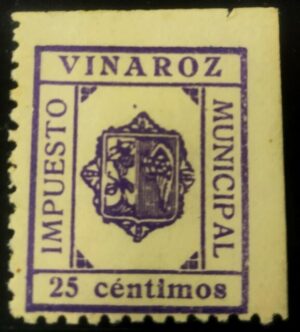 VINAROZ
IMPUESTO
MUNICIPAL
25 céntimos